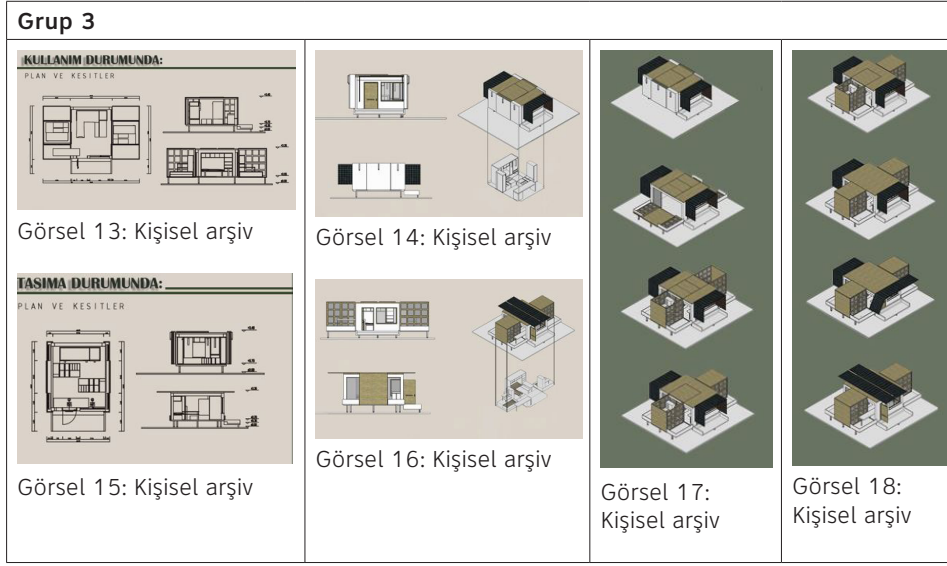 Grup 3
KULLANIM DURUMUNDA:
PLAN VE KESITLER
Görsel 13: Kişisel arşiv
TASIMA DURUMUNDA:
PLAN VE KESITLER
Görsel 15: Kişisel arşiv
Görsel 14: Kişisel arşiv
Görsel 16: Kişisel arşiv
Görsel 17:
Kişisel arşiv
Görsel 18:
Kişisel arşiv